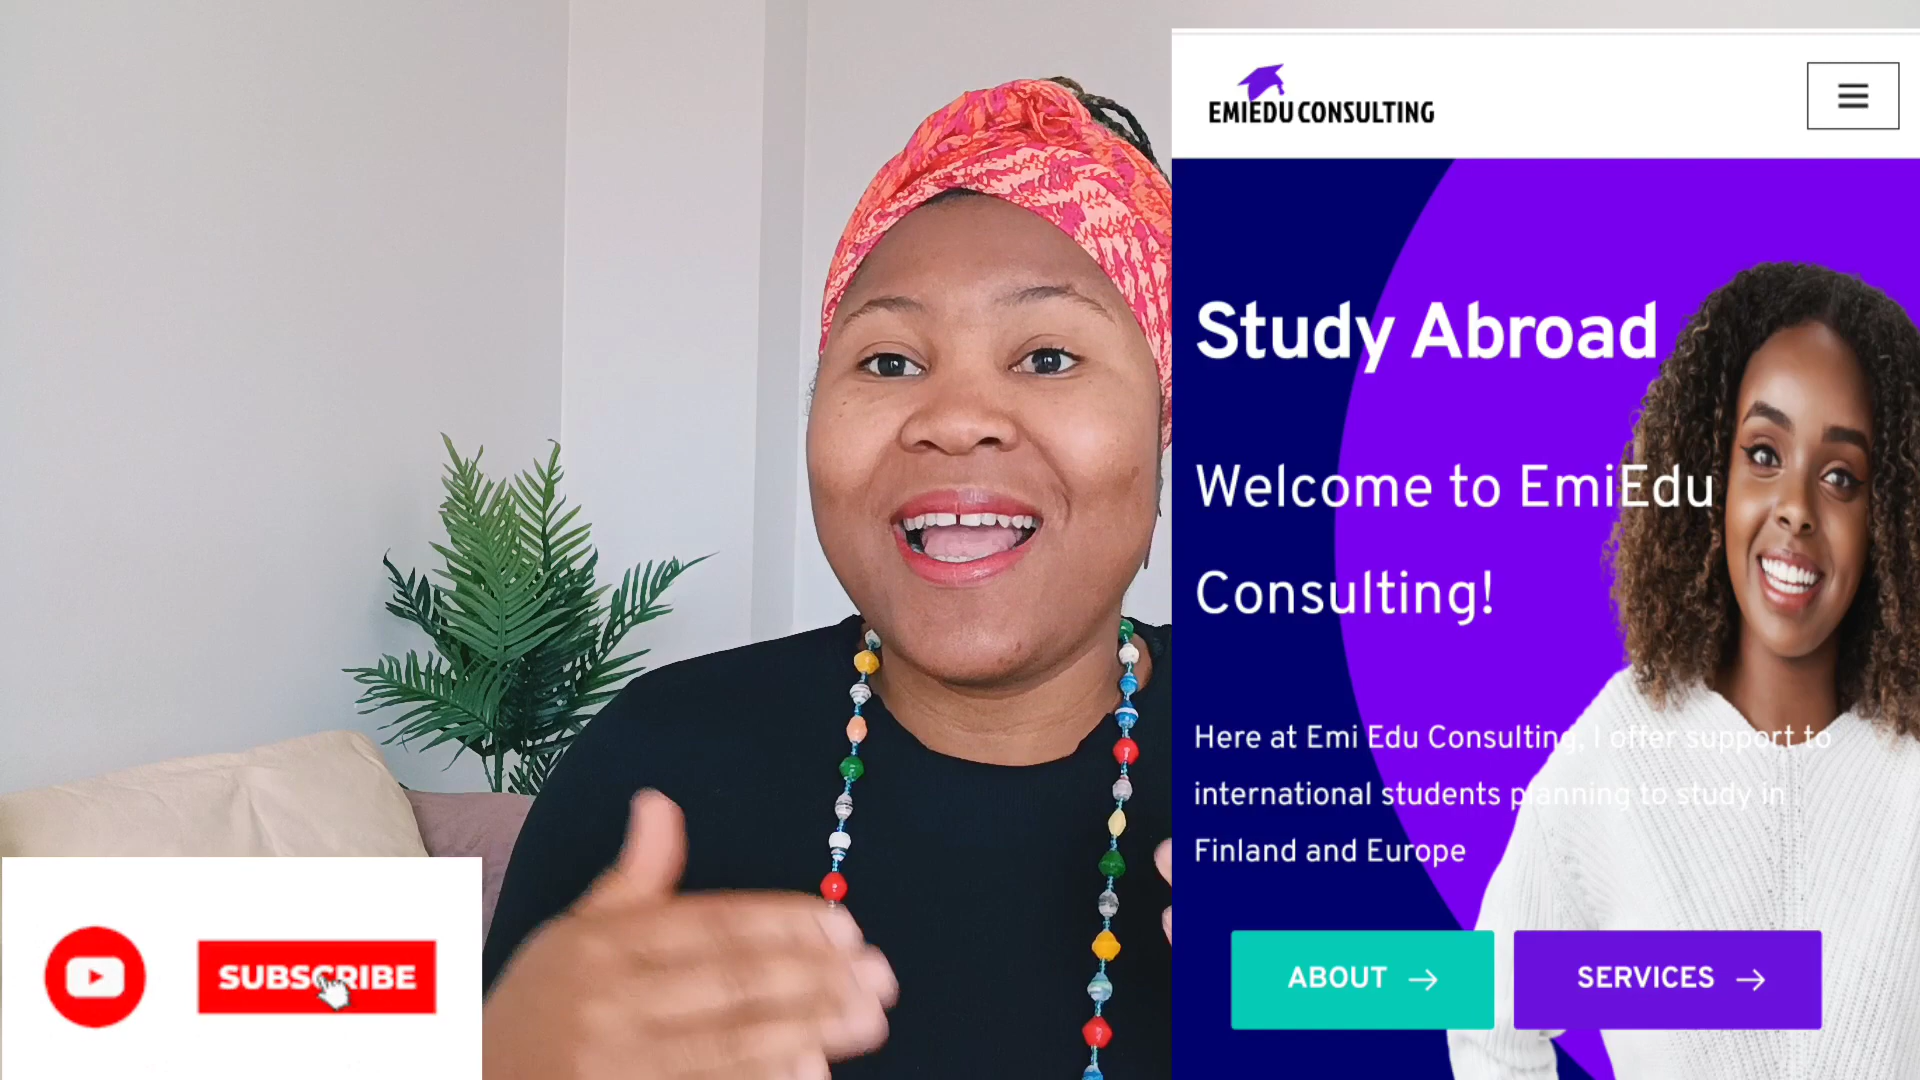 EMIEDU CONSULTING
Study Abroad
Welcome to EmiEdu
Consulting!
Here at Emi Edu Consulting, I offer support to
international students planning to study in
Finland and Europe
ABOUT
SERVICES
SUBSCRIBE